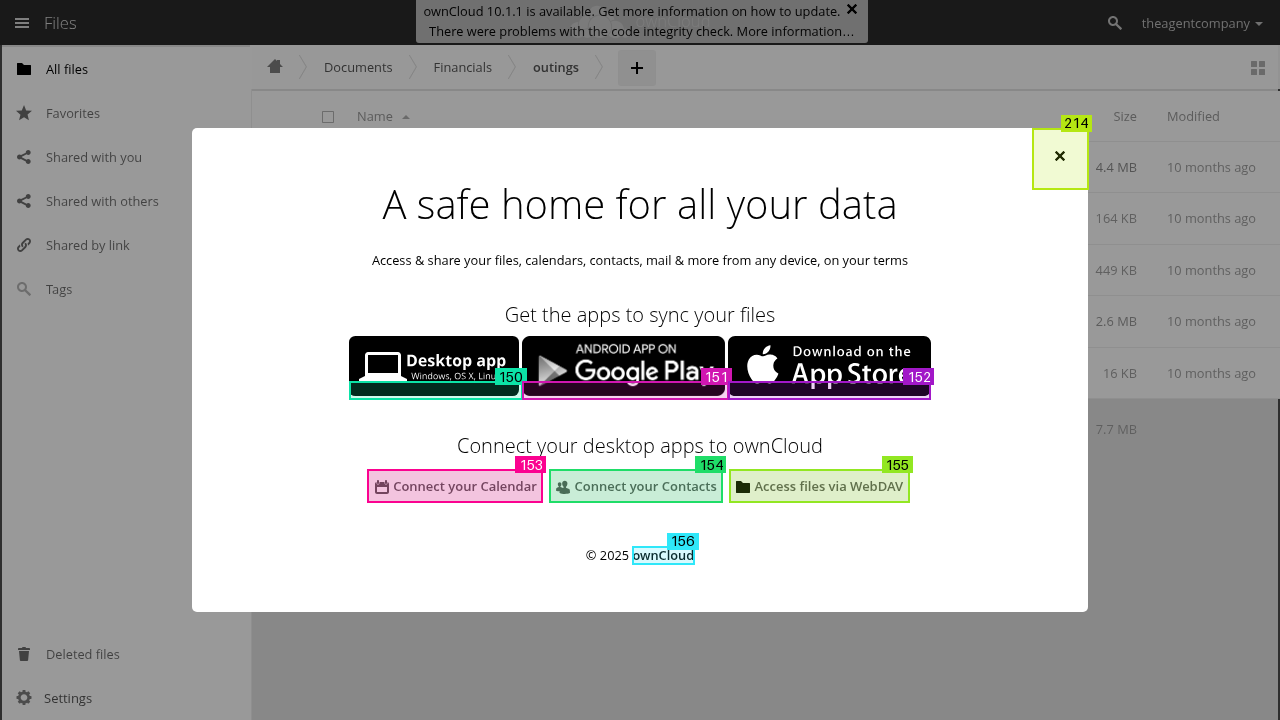 ownCloud 10.1.1 is available. Get more information on how to update.
There were problems with the code integrity check. More information…
Files
theagentcompany
All files
Favorites
Shared with you
Shared with others
Shared by link
Tags
Deleted files
Settings
Documents
Financials
outings
+
Name
Size
Modified
4.4 MB
10 months ago
164 KB
10 months ago
449 KB
10 months ago
2.6 MB
10 months ago
16 KB
10 months ago
7.7 MB
214
×
A safe home for all your data
Access & share your files, calendars, contacts, mail & more from any device, on your terms
Get the apps to sync your files
Desktop app
Windows, OS X,
150
ANDROID APP ON
Google Play
151
Download on the
App Store
152
Connect your desktop apps to ownCloud
153
Connect your Calendar
154
Connect your Contacts
155
Access files via WebDAV
156
© 2025 ownCloud